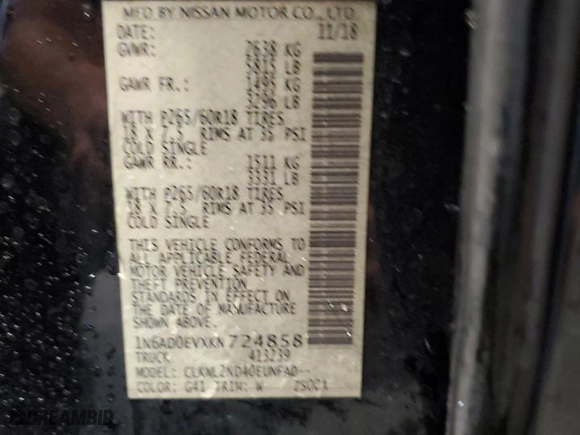 MFD BY NISSAN MOTOR CO., LTD.
DATE: 11/18
GVWR: 2638 KG
5815 LB
GAWR FR.: 1495 KG
3296 LB
WITH P265/60R18 TIRES
18 X 7.5, RIMS AT 35 PSI
COLD SINGLE
GAWR RR.: 1511 KG
3331 LB
WITH P265/60R18 TIRES
18 X 7.5, RIMS AT 35 PSI
COLD SINGLE
THIS VEHICLE CONFORMS TO
ALL APPLICABLE FEDERAL
MOTOR VEHICLE SAFETY AND
THEFT PREVENTION
STANDARDS IN EFFECT ON
THE DATE OF MANUFACTURE
SHOWN ABOVE.
1N6AD0EVXKN724858
TRUCK 413239
MODEL: CLKNLZND40EUNFAD--
COLOR: G41 TRIM: W
DREAMBID